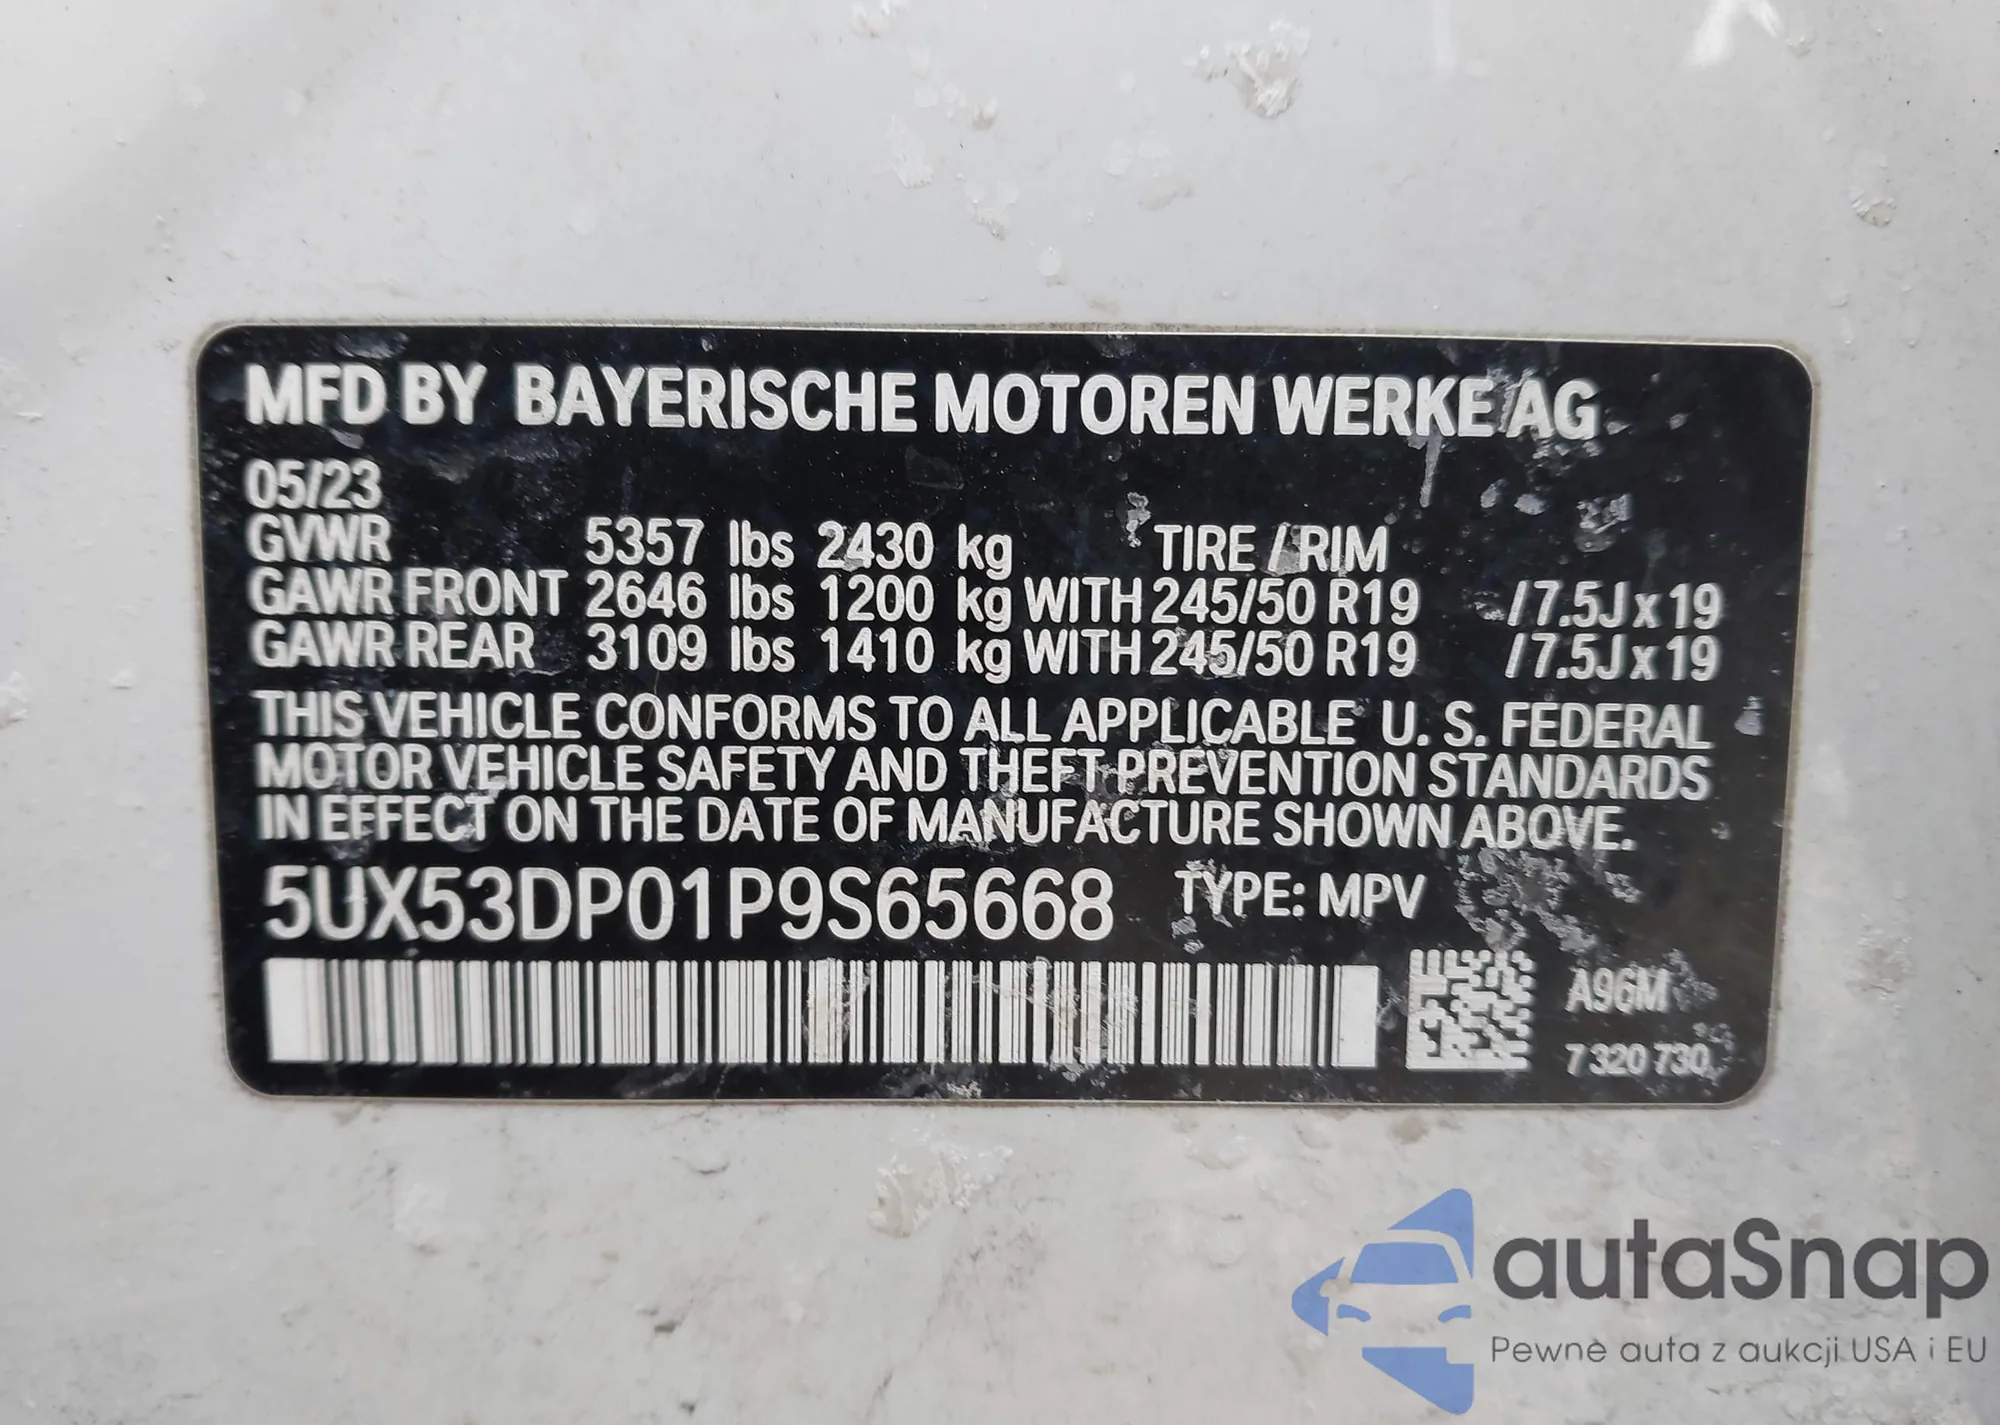 MFD BY BAYERISCHE MOTOREN WERKE AG
05/23
GVWR 5357 lbs 2430 kg TIRE / RIM
GAWR FRONT 2646 lbs 1200 kg WITH 245/50 R19 /7.5J x 19
GAWR REAR 3109 lbs 1410 kg WITH 245/50 R19 /7.5J x 19
THIS VEHICLE CONFORMS TO ALL APPLICABLE U. S. FEDERAL
MOTOR VEHICLE SAFETY AND THEFT PREVENTION STANDARDS
IN EFFECT ON THE DATE OF MANUFACTURE SHOWN ABOVE.
5UX53DP01P9S65668 TYPE: MPV
A96M
7 320 730
autaSnap
Pewne auta z aukcji USA i EU